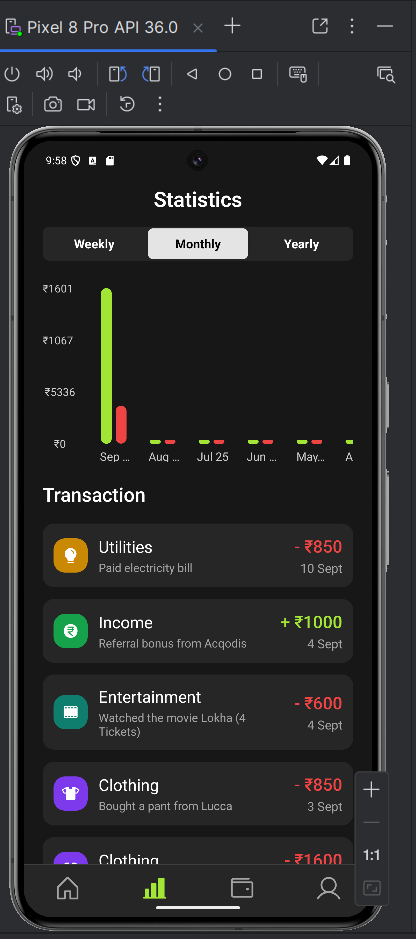 Pixel 8 Pro API 36.0
9:58
Statistics
Weekly Monthly Yearly
₹1601
₹1067
₹5336
₹0
Sep ... Aug ... Jul 25 Jun ... May... A
Transaction
Utilities - ₹850
Paid electricity bill 10 Sept
Income + ₹1000
Referral bonus from Acqodis 4 Sept
Entertainment - ₹600
Watched the movie Lokha (4 4 Sept
Tickets)
Clothing - ₹850
Bought a pant from Lucca 3 Sept
Clothing - ₹1600
1:1